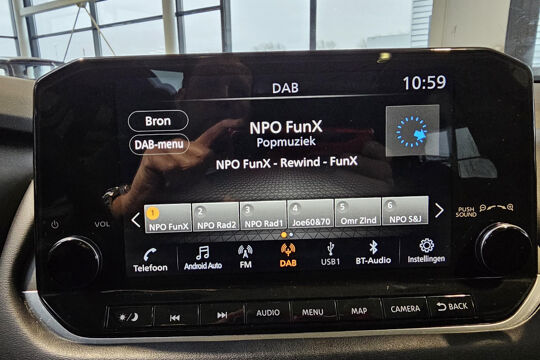 DAB
10:59
Bron
DAB-menu
NPO FunX
Popmuziek
NPO FunX - Rewind - FunX
VOL
PUSH
SOUND
1 2 3 4 5 6
NPO FunX NPO Rad2 NPO Rad1 Joe60&70 Omr Zlnd NPO S&J
Telefoon Android Auto FM DAB USB1 BT-Audio Instellingen
AUDIO MENU MAP CAMERA BACK